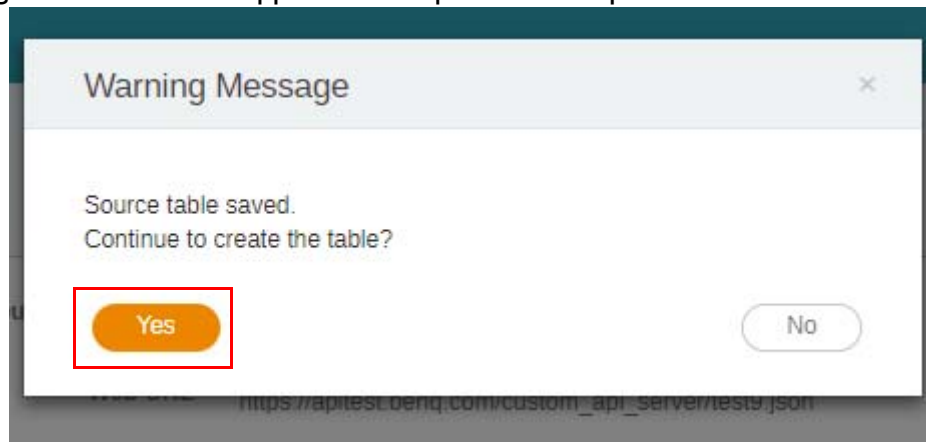 Warning Message
×
Source table saved.
Continue to create the table?
Yes
No
https://apitest.benq.com/custom_api_server/test9.json